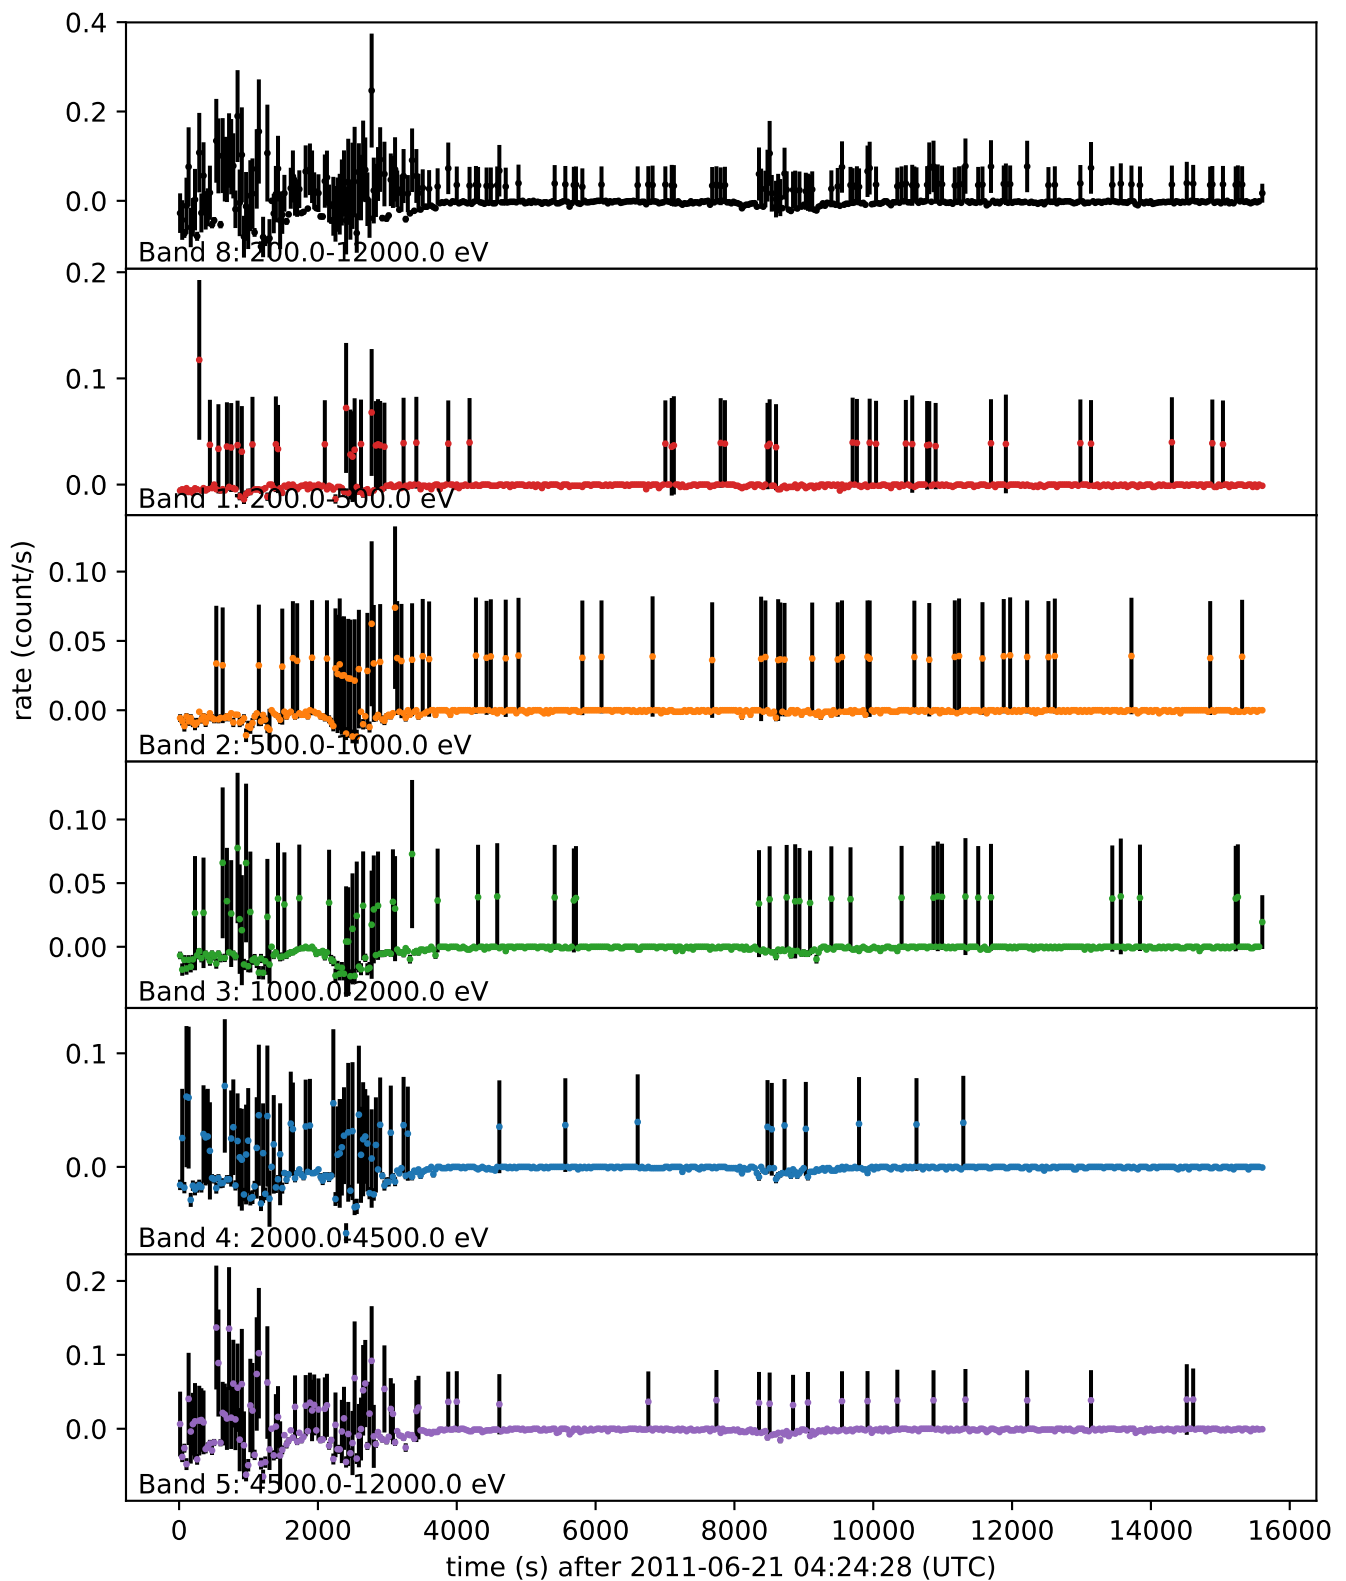 0.4
0.2
0.0
Band 8: 200.0-12000.0 eV
0.2
0.1
0.0
Band 1: 200.0-500.0 eV
0.10
0.05
0.00
Band 2: 500.0-1000.0 eV
rate (count/s)
0.10
0.05
0.00
Band 3: 1000.0-2000.0 eV
0.1
0.0
Band 4: 2000.0-4500.0 eV
0.2
0.1
0.0
Band 5: 4500.0-12000.0 eV
0 2000 4000 6000 8000 10000 12000 14000 16000
time (s) after 2011-06-21 04:24:28 (UTC)